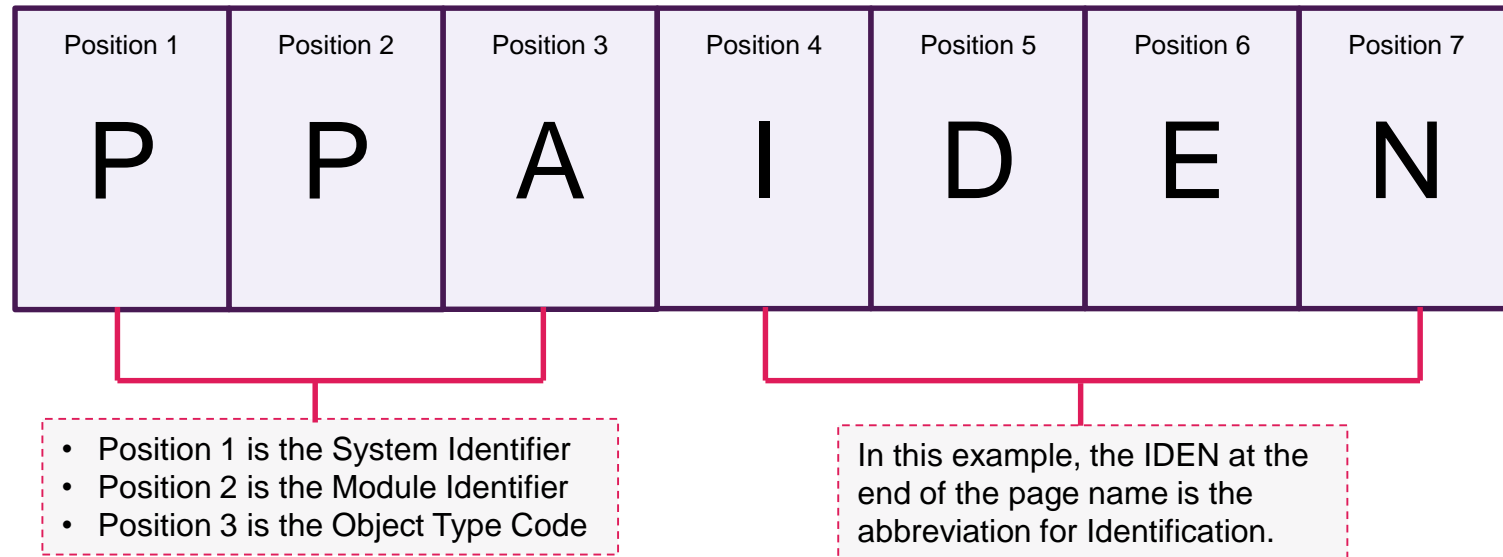 Position 1 Position 2 Position 3 Position 4 Position 5 Position 6 Position 7
P P A I D E N
• Position 1 is the System Identifier
• Position 2 is the Module Identifier
• Position 3 is the Object Type Code
In this example, the IDEN at the
end of the page name is the
abbreviation for Identification.